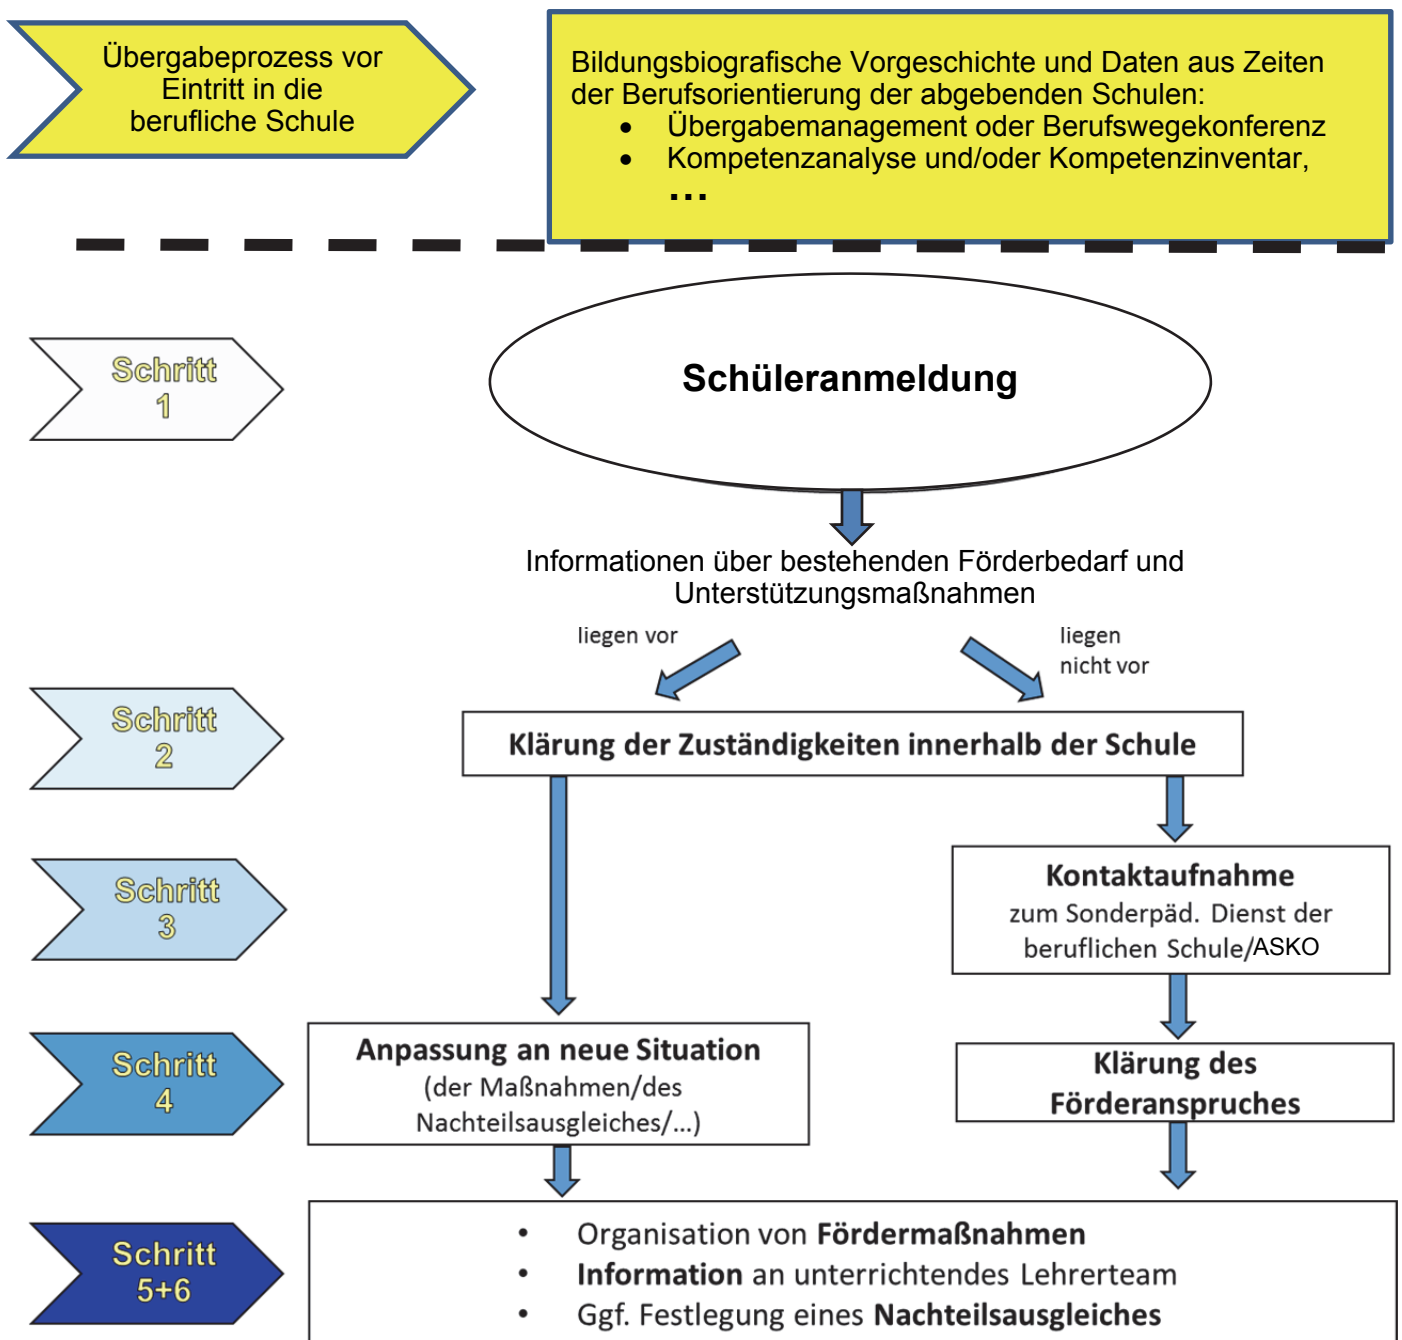 Übergabeprozess vor
Eintritt in die
berufliche Schule
Bildungsbiografische Vorgeschichte und Daten aus Zeiten
der Berufsorientierung der abgebenden Schulen:
• Übergabemanagement oder Berufswegekonferenz
• Kompetenzanalyse und/oder Kompetenzinventar,
...
Schritt
1
Schüleranmeldung
Informationen über bestehenden Förderbedarf und
Unterstützungsmaßnahmen
liegen vor
liegen
nicht vor
Schritt
2
Klärung der Zuständigkeiten innerhalb der Schule
Schritt
3
Kontaktaufnahme
zum Sonderpäd. Dienst der
beruflichen Schule/ASKO
Schritt
4
Anpassung an neue Situation
(der Maßnahmen/des
Nachteilsausgleiches/...)
Klärung des
Förderanspruches
Schritt
5+6
• Organisation von Fördermaßnahmen
• Information an unterrichtendes Lehrerteam
• Ggf. Festlegung eines Nachteilsausgleiches